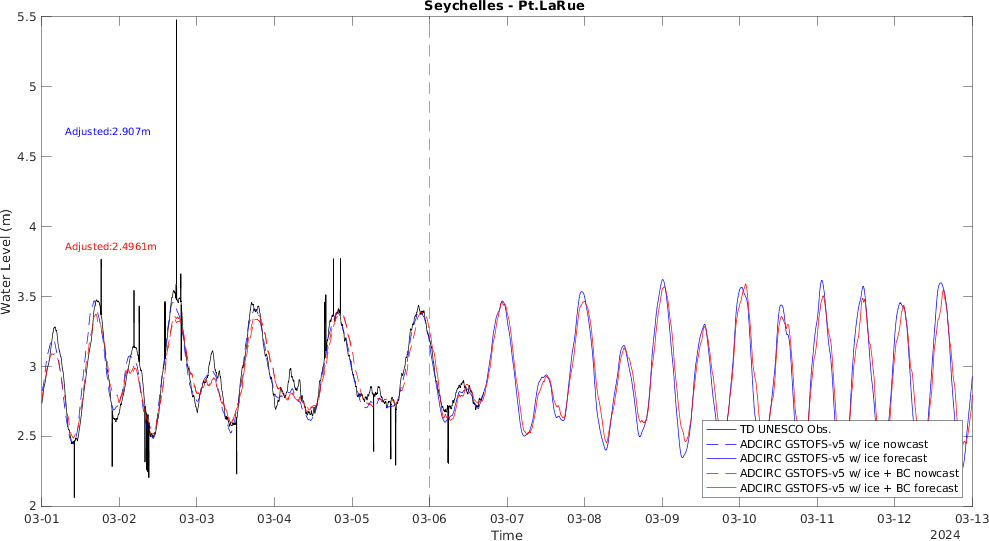 Seychelles - Pt.LaRue
5.5
5
4.5
4
3.5
3
2.5
2
Water Level (m)
Adjusted:2.907m
Adjusted:2.4961m
TD UNESCO Obs.
ADCIRC GSTOFS-v5 w/ ice nowcast
ADCIRC GSTOFS-v5 w/ ice forecast
ADCIRC GSTOFS-v5 w/ ice + BC nowcast
ADCIRC GSTOFS-v5 w/ ice + BC forecast
03-01 03-02 03-03 03-04 03-05 03-06 03-07 03-08 03-09 03-10 03-11 03-12 03-13
Time
2024